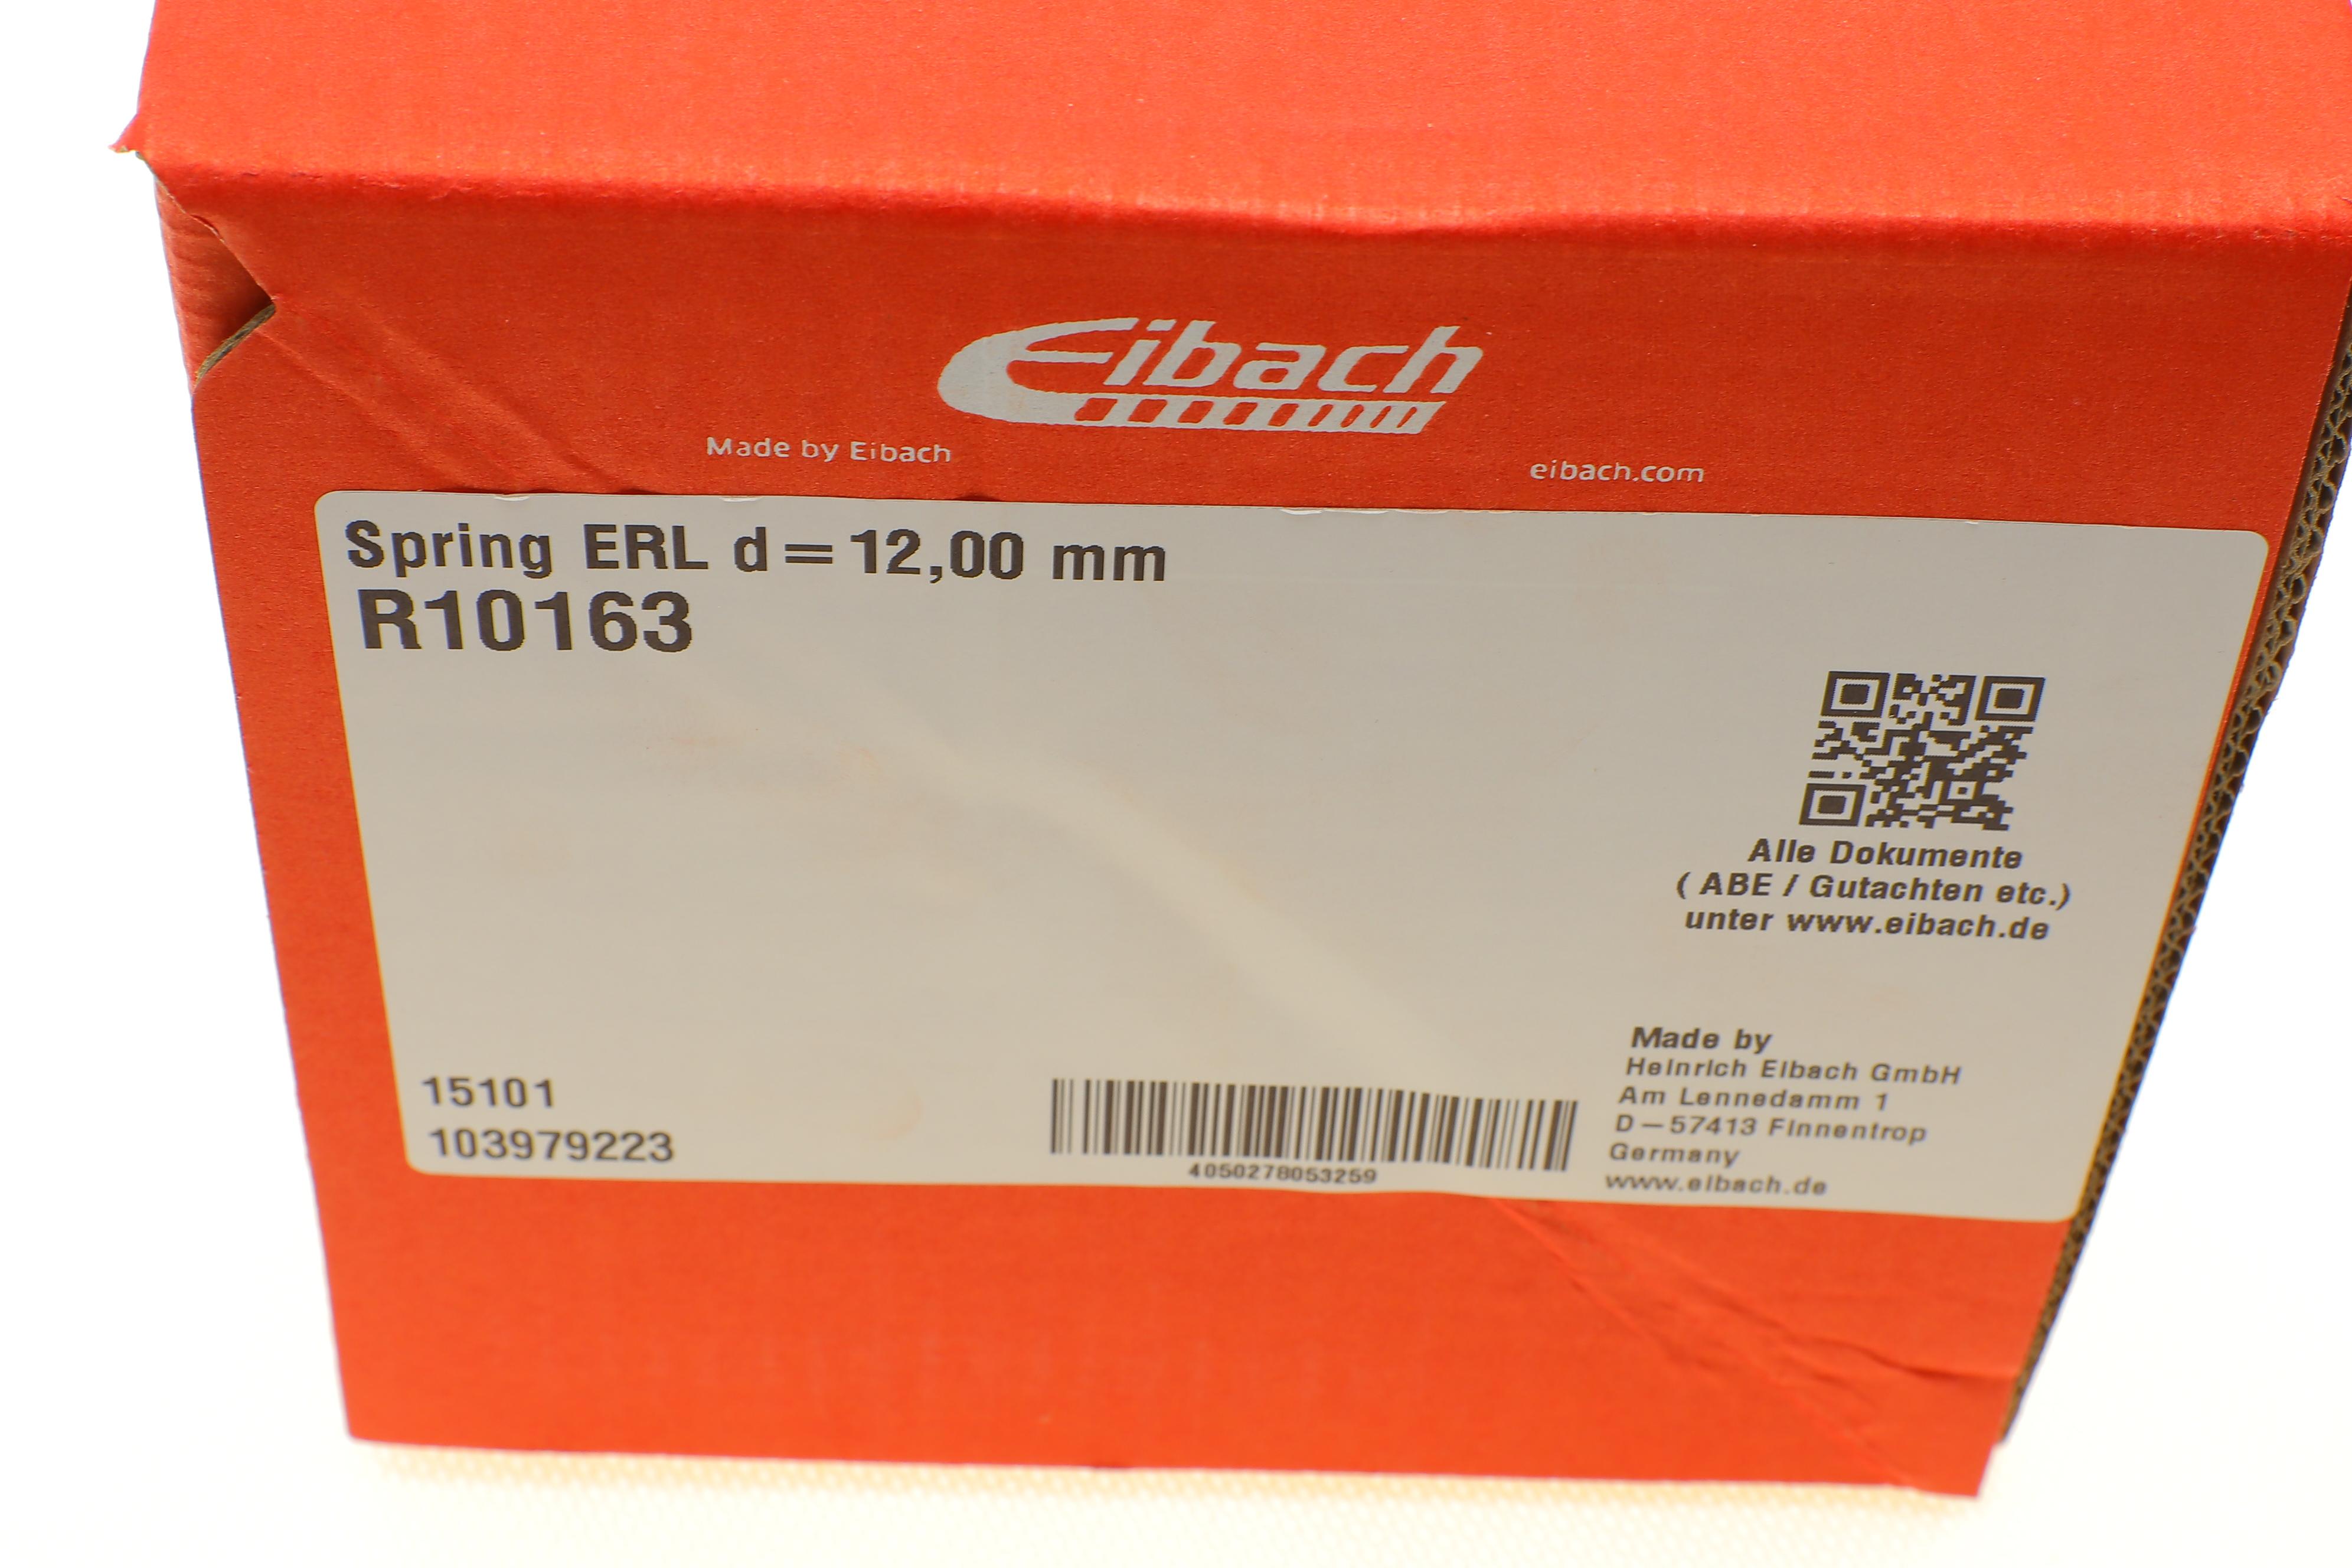 Eibach
Made by Eibach
eibach.com
Spring ERL d=12,00 mm
R10163
Alle Dokumente
( ABE / Gutachten etc.)
unter www.eibach.de
15101
103979223
4050278053259
Made by
Heinrich Eibach GmbH
Am Lennedamm 1
D-57413 Finnentrop
Germany
www.eibach.de